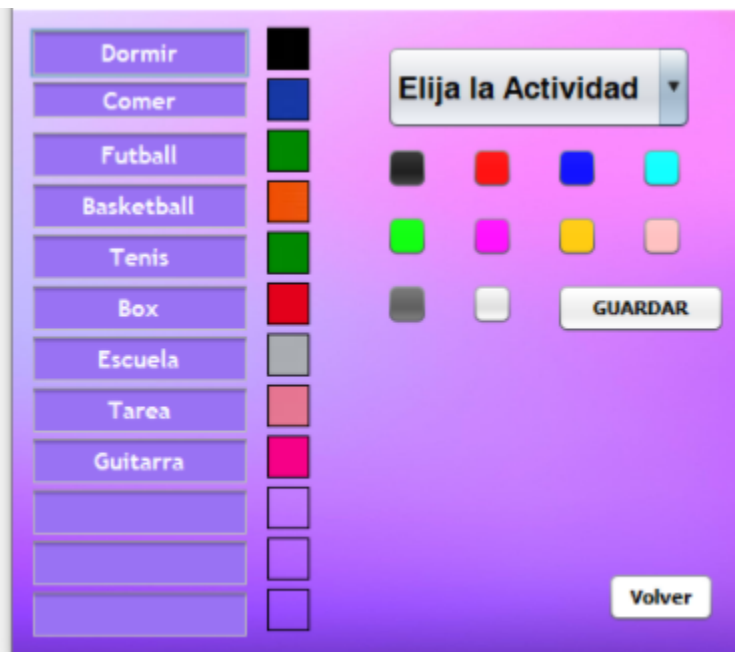 Dormir
Comer
Futball
Basketball
Tenis
Box
Escuela
Tarea
Guitarra
Elija la Actividad
GUARDAR
Volver